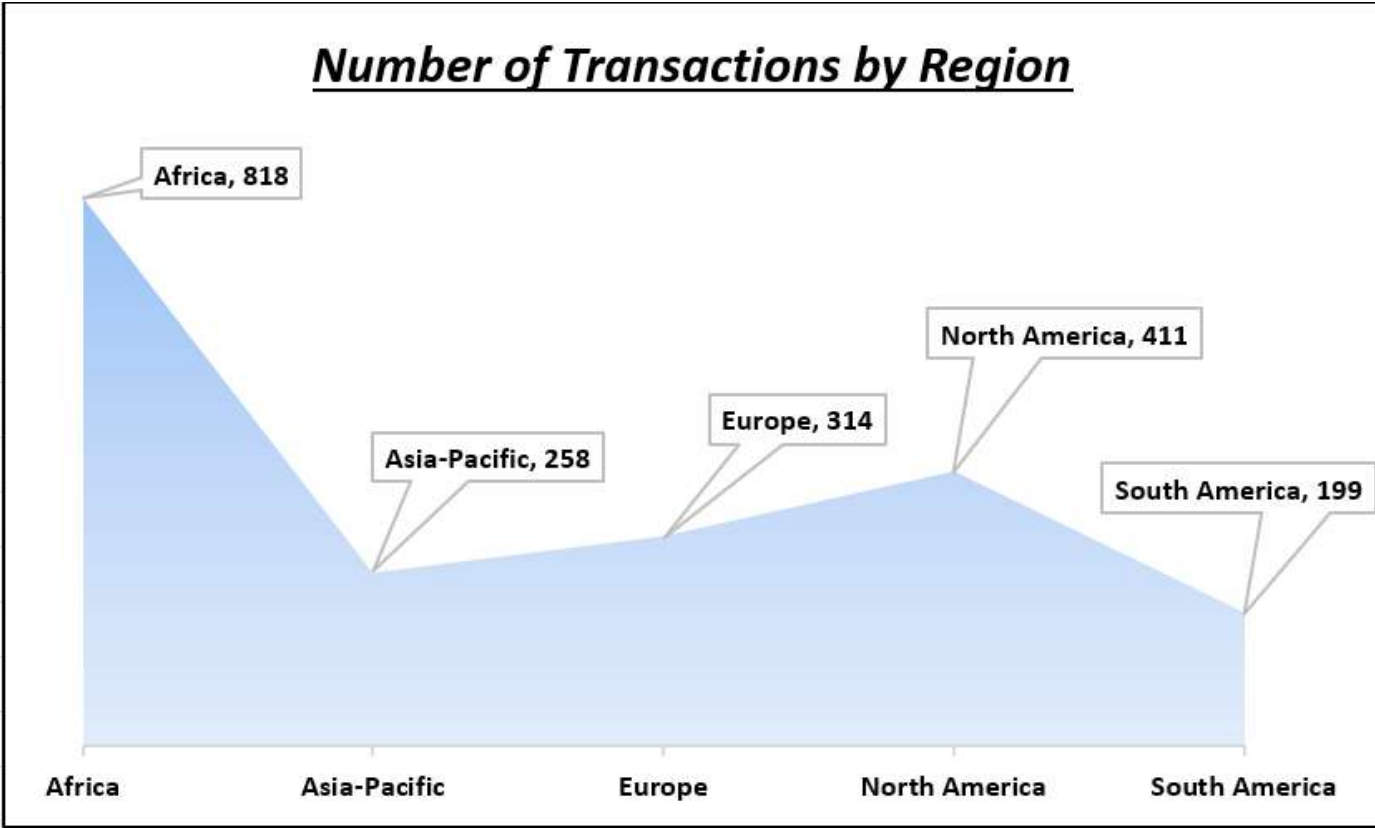 Number of Transactions by Region
Africa, 818
North America, 411
Europe, 314
Asia-Pacific, 258
South America, 199
Africa
Asia-Pacific
Europe
North America
South America